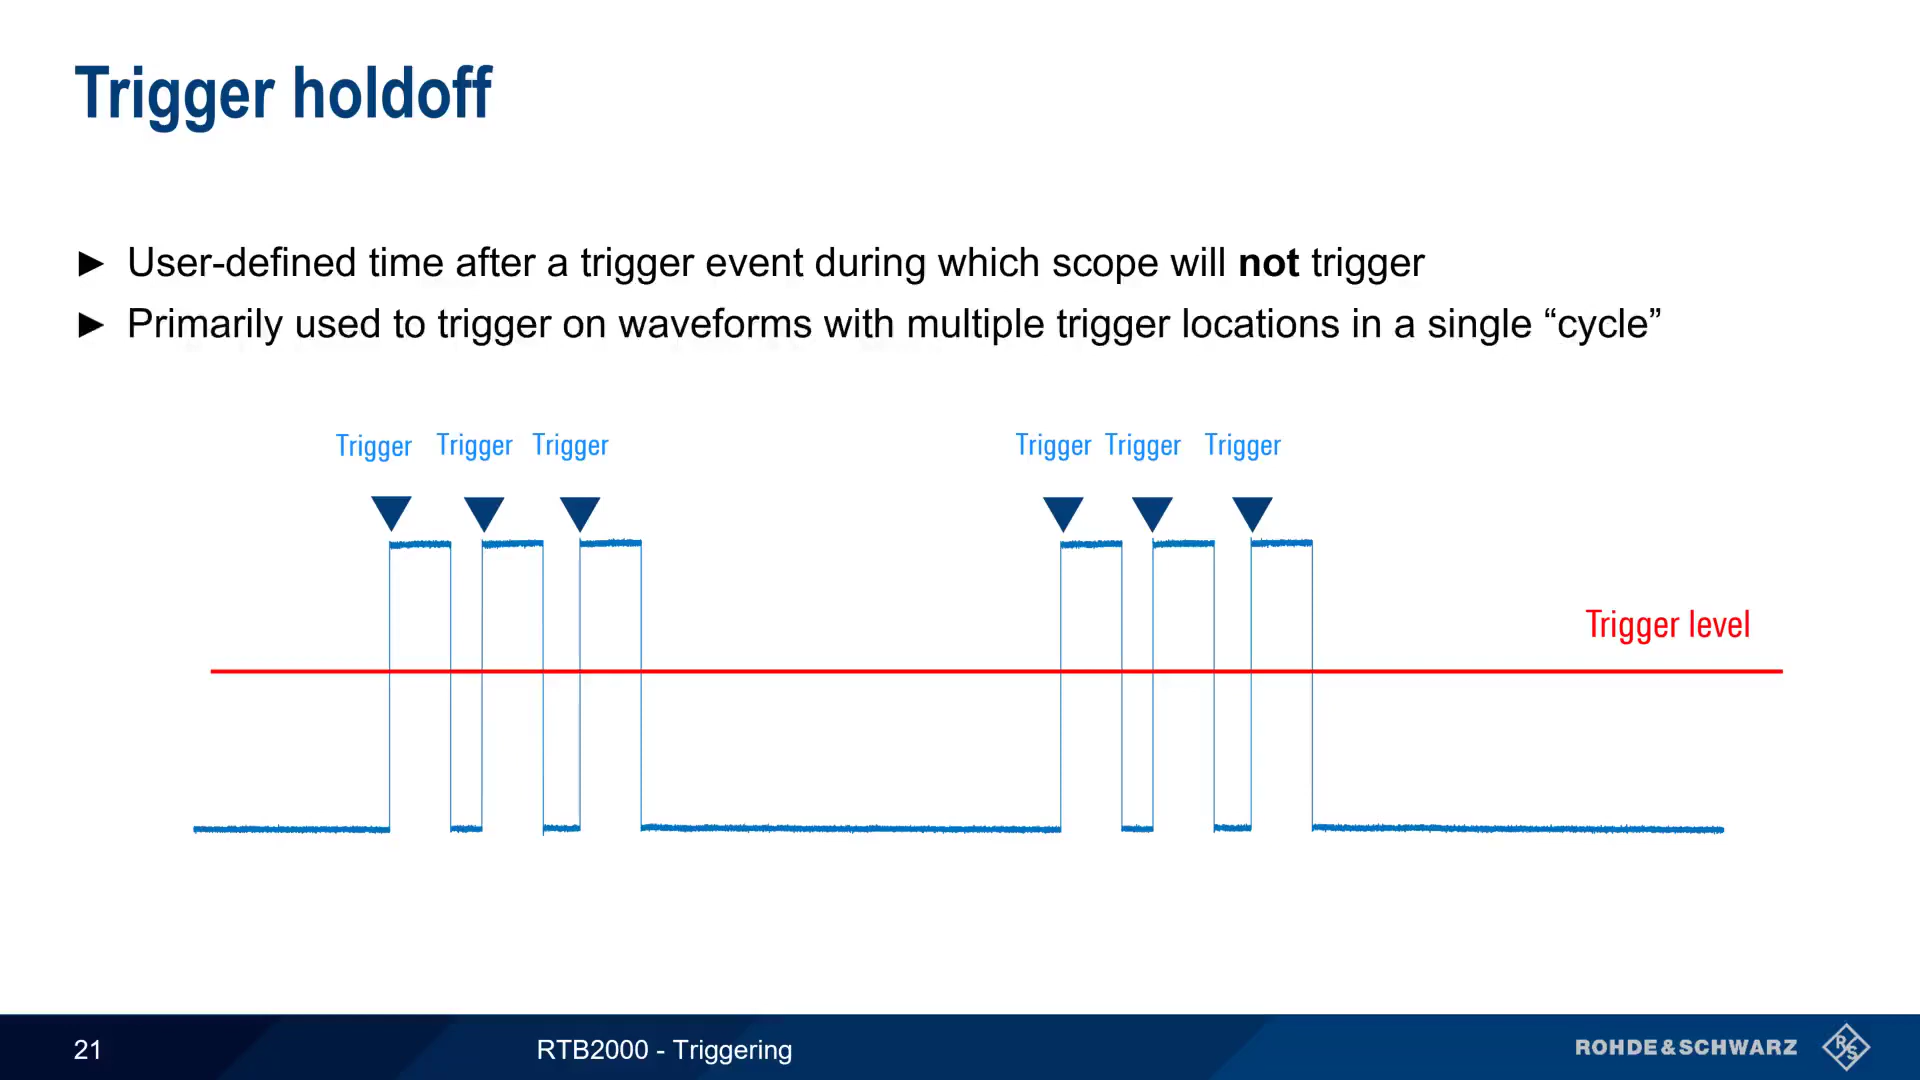 Trigger holdoff
► User-defined time after a trigger event during which scope will not trigger
► Primarily used to trigger on waveforms with multiple trigger locations in a single “cycle”
Trigger Trigger Trigger Trigger Trigger Trigger
Trigger level
21 RTB2000 - Triggering ROHDE&SCHWARZ R S